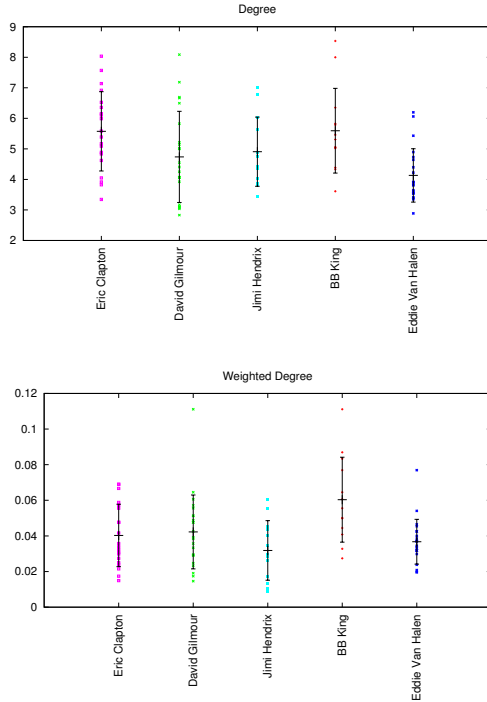 Degree
9
8
7
6
5
4
3
2
Eric Clapton
David Gilmour
Jimi Hendrix
BB King
Eddie Van Halen
Weighted Degree
0.12
0.1
0.08
0.06
0.04
0.02
0
Eric Clapton
David Gilmour
Jimi Hendrix
BB King
Eddie Van Halen